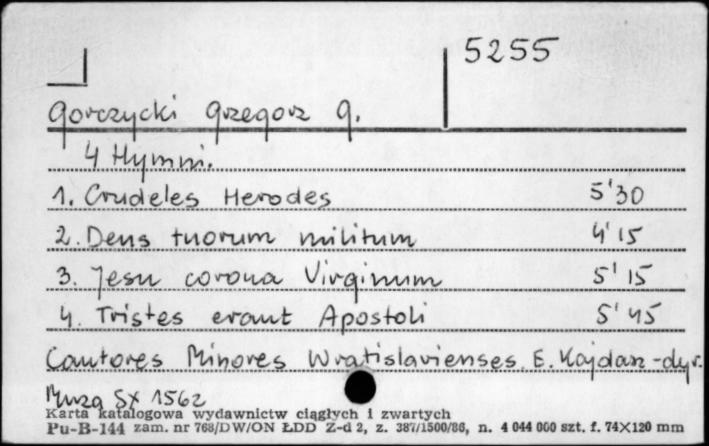 5255
Gorczycki Grzegorz G.
4 Hymni.
1. Crudeles Herodes 5'30
2. Deus tuorum militum 4'15
3. Jesu corona Virginum 5'15
4. Tristes erant Apostoli 5'45
Cantores Minores Wratislavienses. E. Kajdasz - dyr.
Muza SX 1562
Karta katalogowa wydawnictw ciągłych i zwartych
Pu-B-144 zam. nr 768/DW/ON ŁDD Z-d 2, z. 387/1500/86, n. 4 044 000 szt. f. 74×120 mm